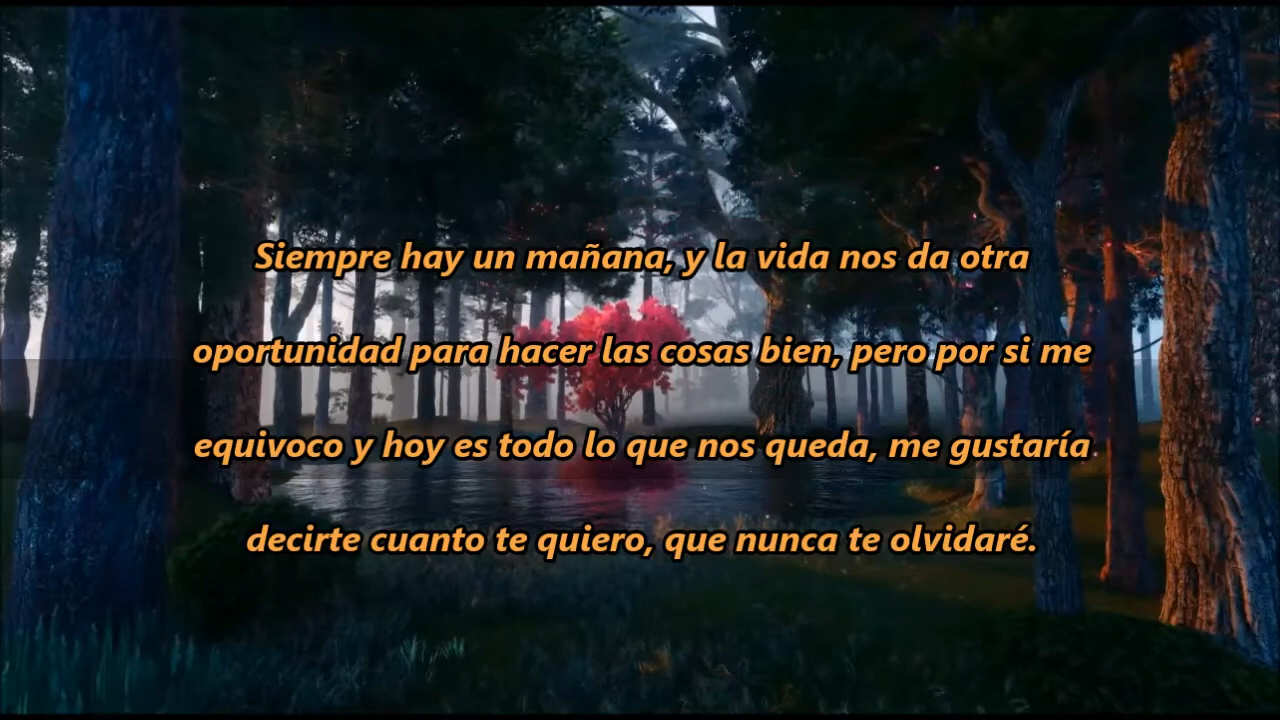 Siempre hay un mañana, y la vida nos da otra
oportunidad para hacer las cosas bien, pero por si me
equivoco y hoy es todo lo que nos queda, me gustaría
decirte cuanto te quiero, que nunca te olvidaré.